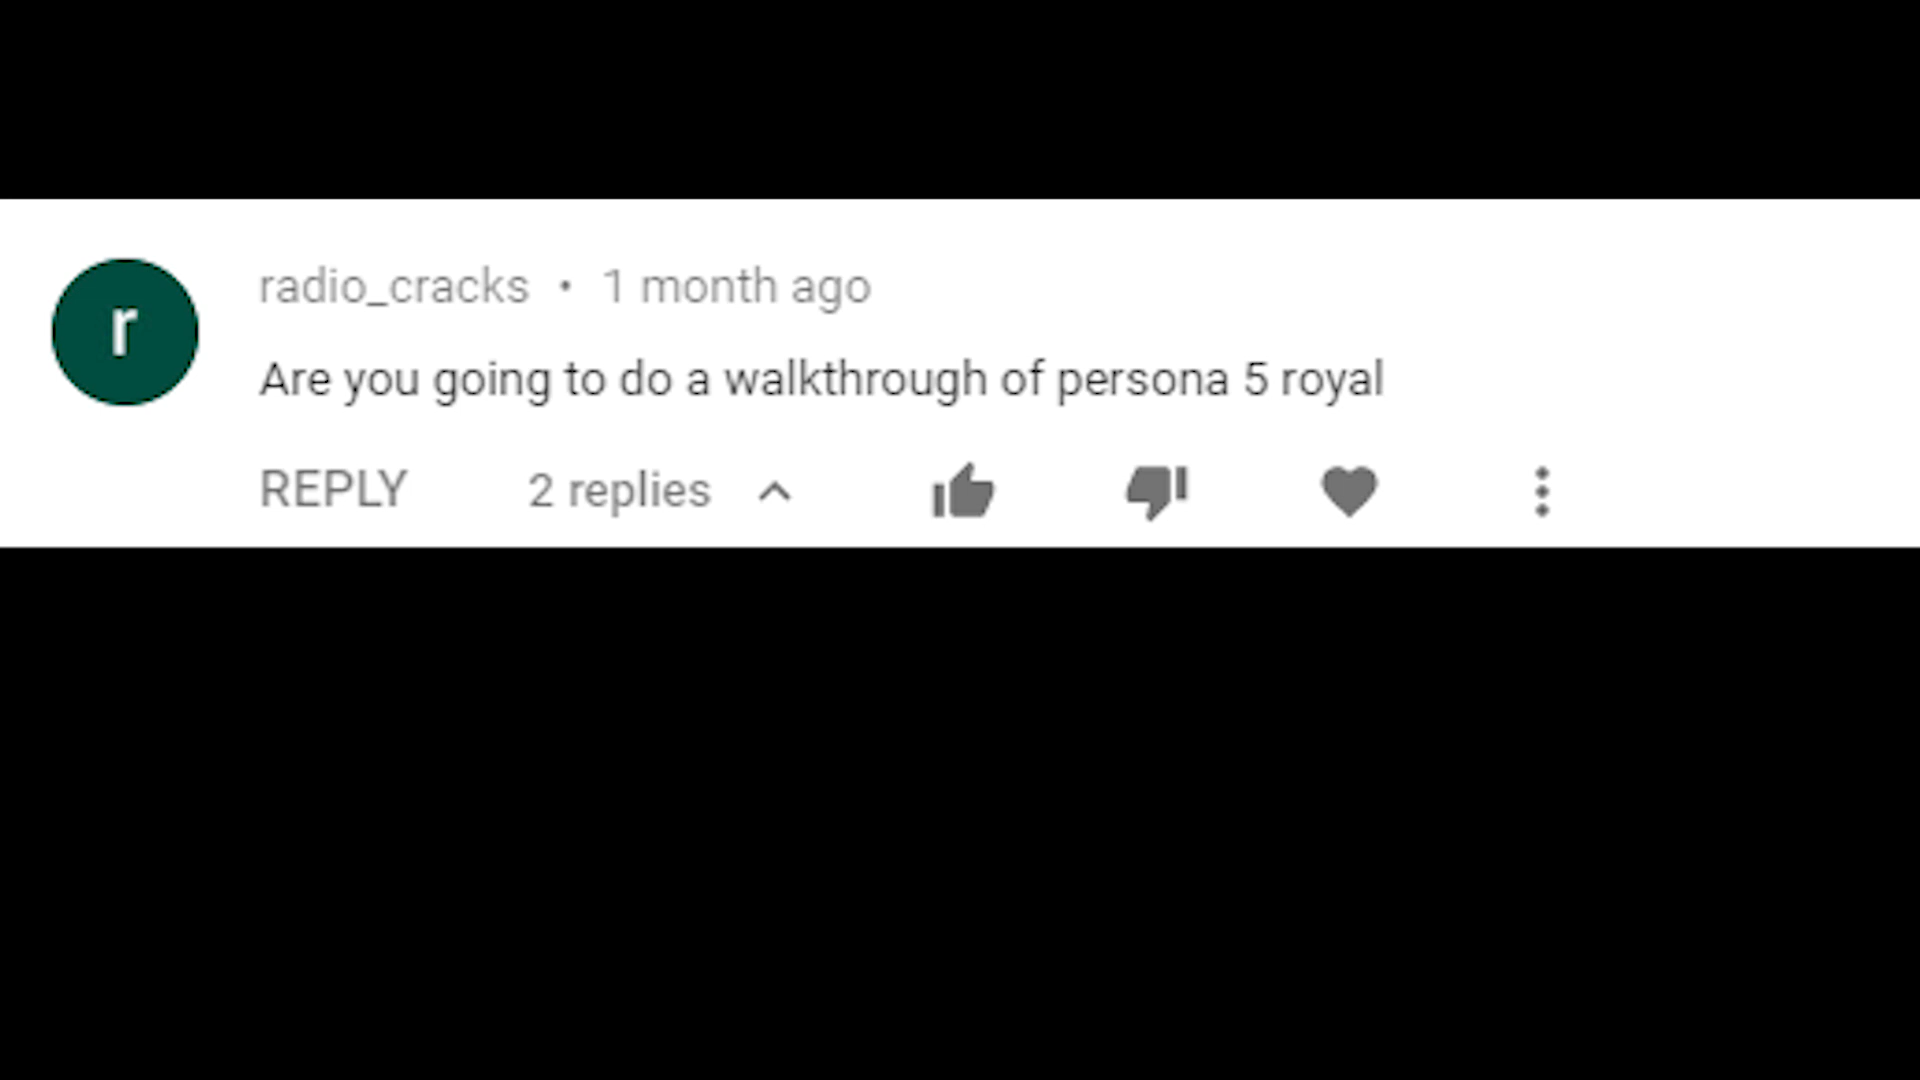 r
radio_cracks • 1 month ago
Are you going to do a walkthrough of persona 5 royal
REPLY 2 replies